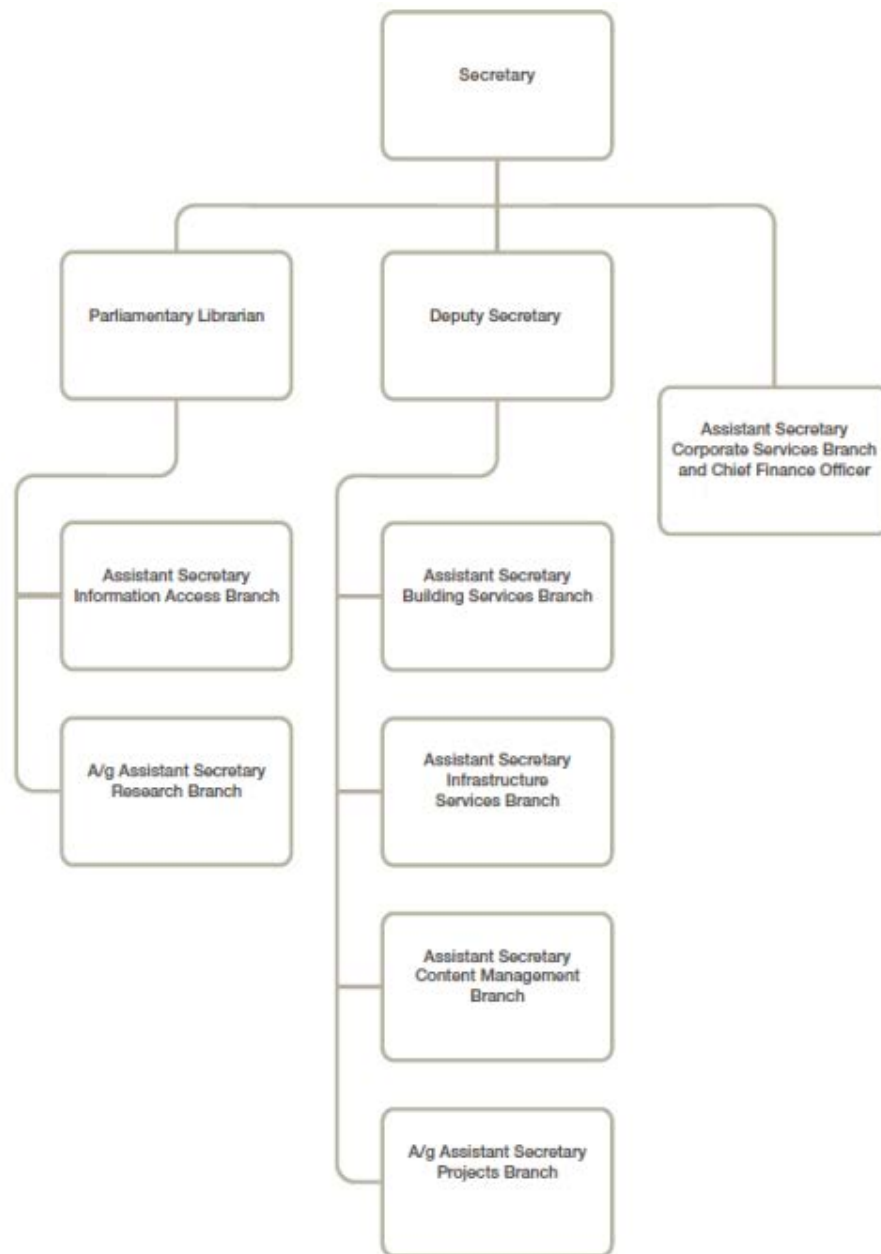 Secretary
Parliamentary Librarian
Deputy Secretary
Assistant Secretary
Corporate Services Branch
and Chief Finance Officer
Assistant Secretary
Information Access Branch
A/g Assistant Secretary
Research Branch
Assistant Secretary
Building Services Branch
Assistant Secretary
Infrastructure
Services Branch
Assistant Secretary
Content Management
Branch
A/g Assistant Secretary
Projects Branch